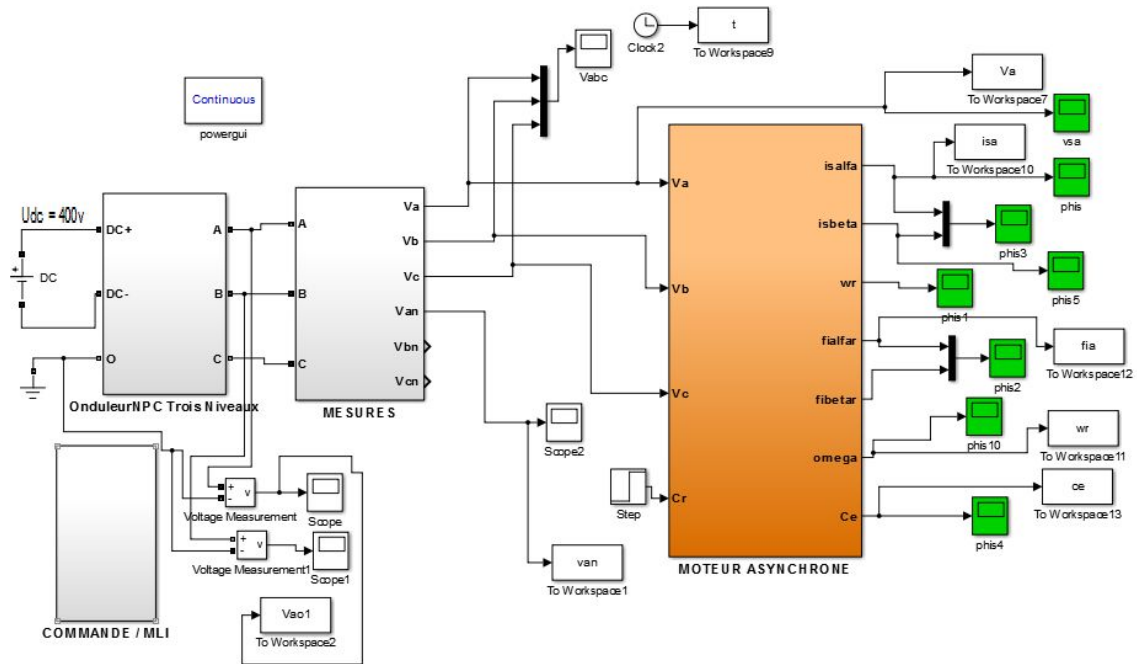 Clock2
t
To Workspace9
Vabc
Continuous
powergui
Va
To Workspace7
vsa
isa
To Workspace10
phis
Udc = 400v
DC
DC+
DC-
O
A
B
C
OnduleurNPC Trois Niveaux
A
B
C
Va
Vb
Vc
Van
Vbn
Vcn
MESURES
Va
Vb
Vc
Cr
isalfa
isbeta
wr
fialfar
fibetar
omega
Ce
MOTEUR ASYNCHRONE
phis3
phis5
phis1
fia
To Workspace12
phis2
phis10
wr
To Workspace11
ce
To Workspace13
phis4
Scope2
Step
van
To Workspace1
+
-
v
Voltage Measurement
Scope
+
-
v
Voltage Measurement1
Scope1
Vao1
To Workspace2
COMMANDE / MLI